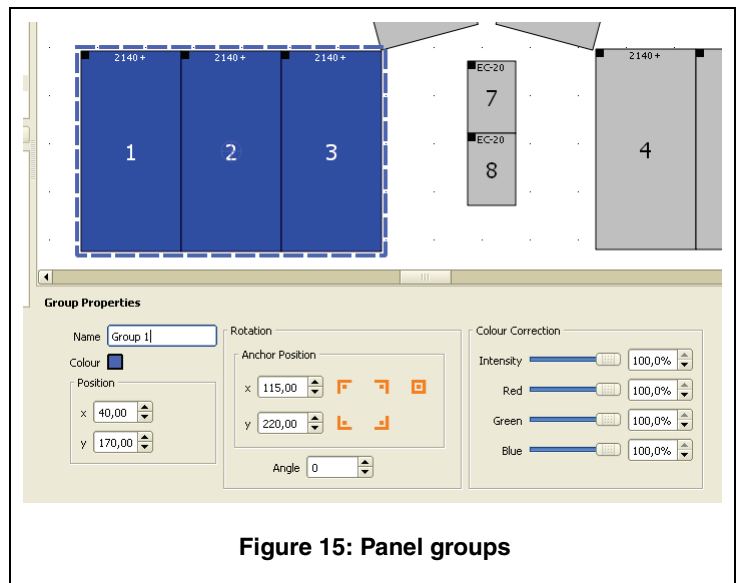 2140+ 2140+ 2140+ EC-20 2140+
1 2 3 7 4
EC-20
8
Group Properties
Name Group 1
Colour
Position
x 40,00
y 170,00
Rotation
Anchor Position
x 115,00
y 220,00
Angle 0
Colour Correction
Intensity 100,0%
Red 100,0%
Green 100,0%
Blue 100,0%
Figure 15: Panel groups